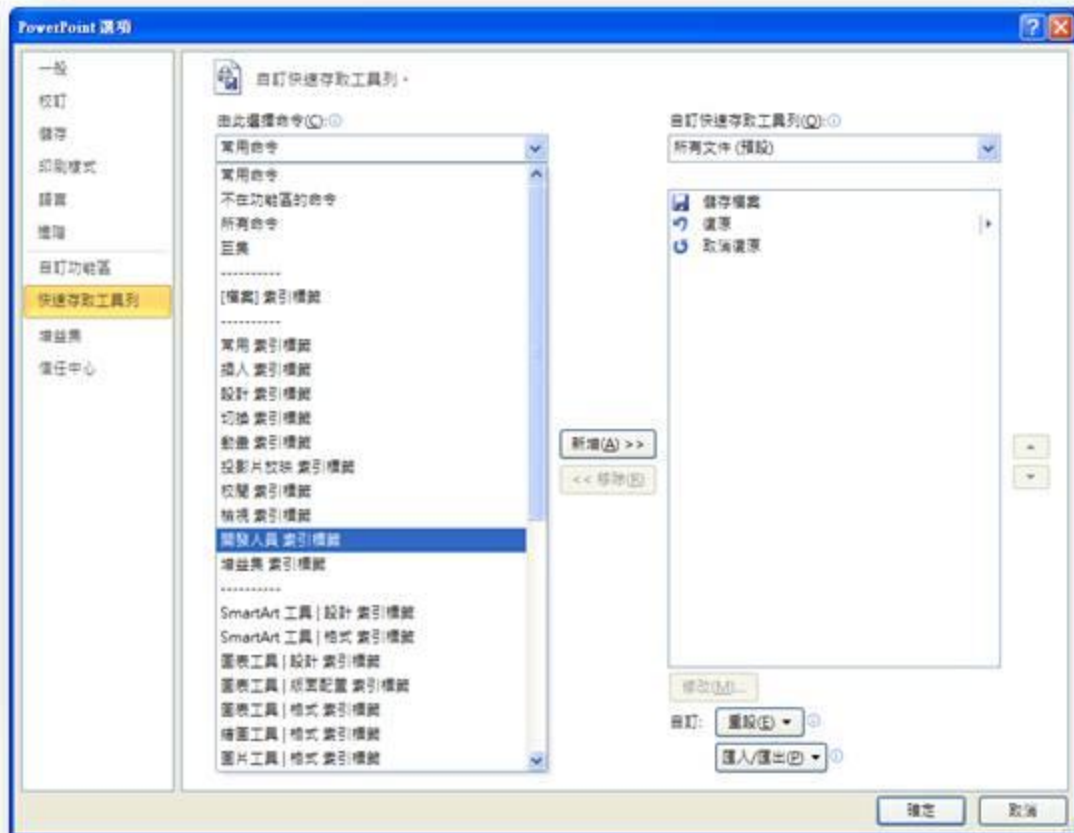 PowerPoint 選項
一般
校訂
儲存
印刷樣式
語言
進階
自訂功能區
快速存取工具列
增益集
信任中心
自訂快速存取工具列。
由此選擇命令(C):
常用命令
常用命令
不在功能區的命令
所有命令
巨集
----------
[檔案] 索引標籤
----------
常用 索引標籤
插入 索引標籤
設計 索引標籤
切換 索引標籤
動畫 索引標籤
投影片放映 索引標籤
校閱 索引標籤
檢視 索引標籤
開發人員 索引標籤
增益集 索引標籤
----------
SmartArt 工具 | 設計 索引標籤
SmartArt 工具 | 格式 索引標籤
圖表工具 | 設計 索引標籤
圖表工具 | 版面配置 索引標籤
圖表工具 | 格式 索引標籤
繪圖工具 | 格式 索引標籤
圖片工具 | 格式 索引標籤
新增(A) >>
<< 移除(R)
自訂快速存取工具列(Q):
所有文件 (預設)
儲存檔案
復原
取消復原
修改(M)...
自訂:
重設(E)
匯入/匯出(P)
確定
取消